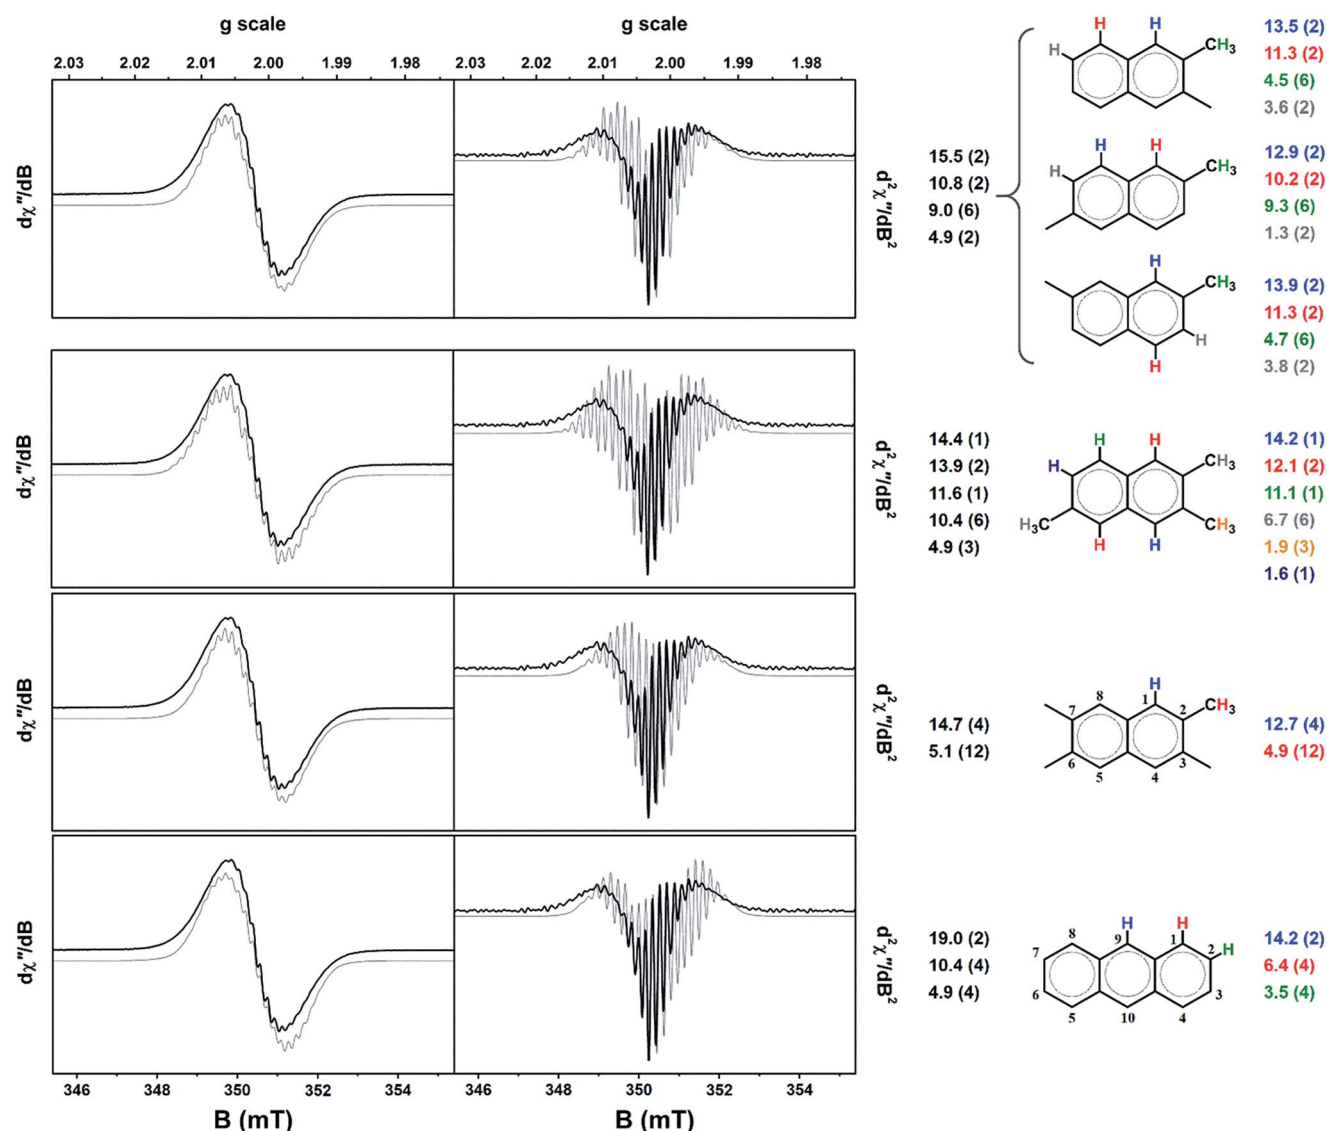 g scale
g scale
2.03 2.02 2.01 2.00 1.99 1.98
2.03 2.02 2.01 2.00 1.99 1.98
dχ"/dB
d²χ"/dB²
15.5 (2)
10.8 (2)
9.0 (6)
4.9 (2)
H H
H CH₃
13.5 (2)
11.3 (2)
4.5 (6)
3.6 (2)
H H
H CH₃
12.9 (2)
10.2 (2)
9.3 (6)
1.3 (2)
H
CH₃
H
H
13.9 (2)
11.3 (2)
4.7 (6)
3.8 (2)
dχ"/dB
d²χ"/dB²
14.4 (1)
13.9 (2)
11.6 (1)
10.4 (6)
4.9 (3)
H H
H CH₃
H₃C CH₃
H H
14.2 (1)
12.1 (2)
11.1 (1)
6.7 (6)
1.9 (3)
1.6 (1)
dχ"/dB
d²χ"/dB²
14.7 (4)
5.1 (12)
H
8 1 2 CH₃
7
6 3
5 4
12.7 (4)
4.9 (12)
dχ"/dB
d²χ"/dB²
19.0 (2)
10.4 (4)
4.9 (4)
H H
8 9 1
7 2 H
6 3
5 10 4
14.2 (2)
6.4 (4)
3.5 (4)
346 348 350 352 354
346 348 350 352 354
B (mT)
B (mT)